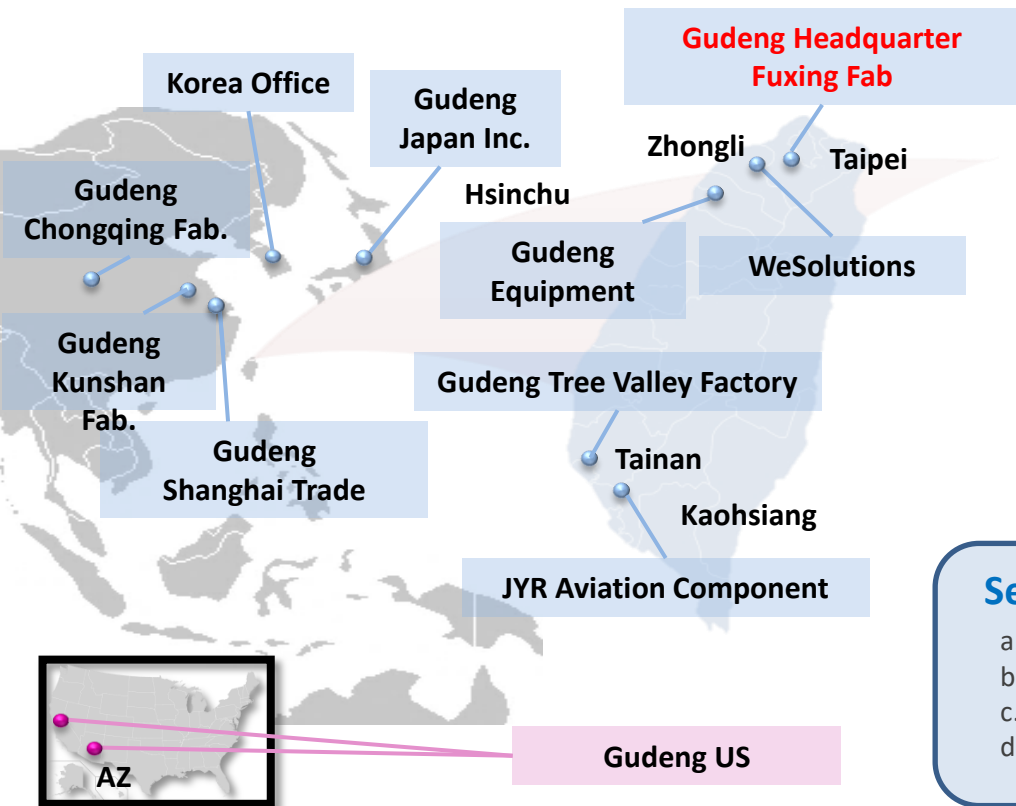 Gudeng Headquarter
Fuxing Fab
Korea Office
Gudeng
Japan Inc.
Zhongli
Taipei
Hsinchu
Gudeng
Chongqing Fab.
Gudeng
Equipment
WeSolutions
Gudeng
Kunshan
Fab.
Gudeng Tree Valley Factory
Gudeng
Shanghai Trade
Tainan
Kaohsiang
JYR Aviation Component
Se
a
b
c.
d
Gudeng US
AZ